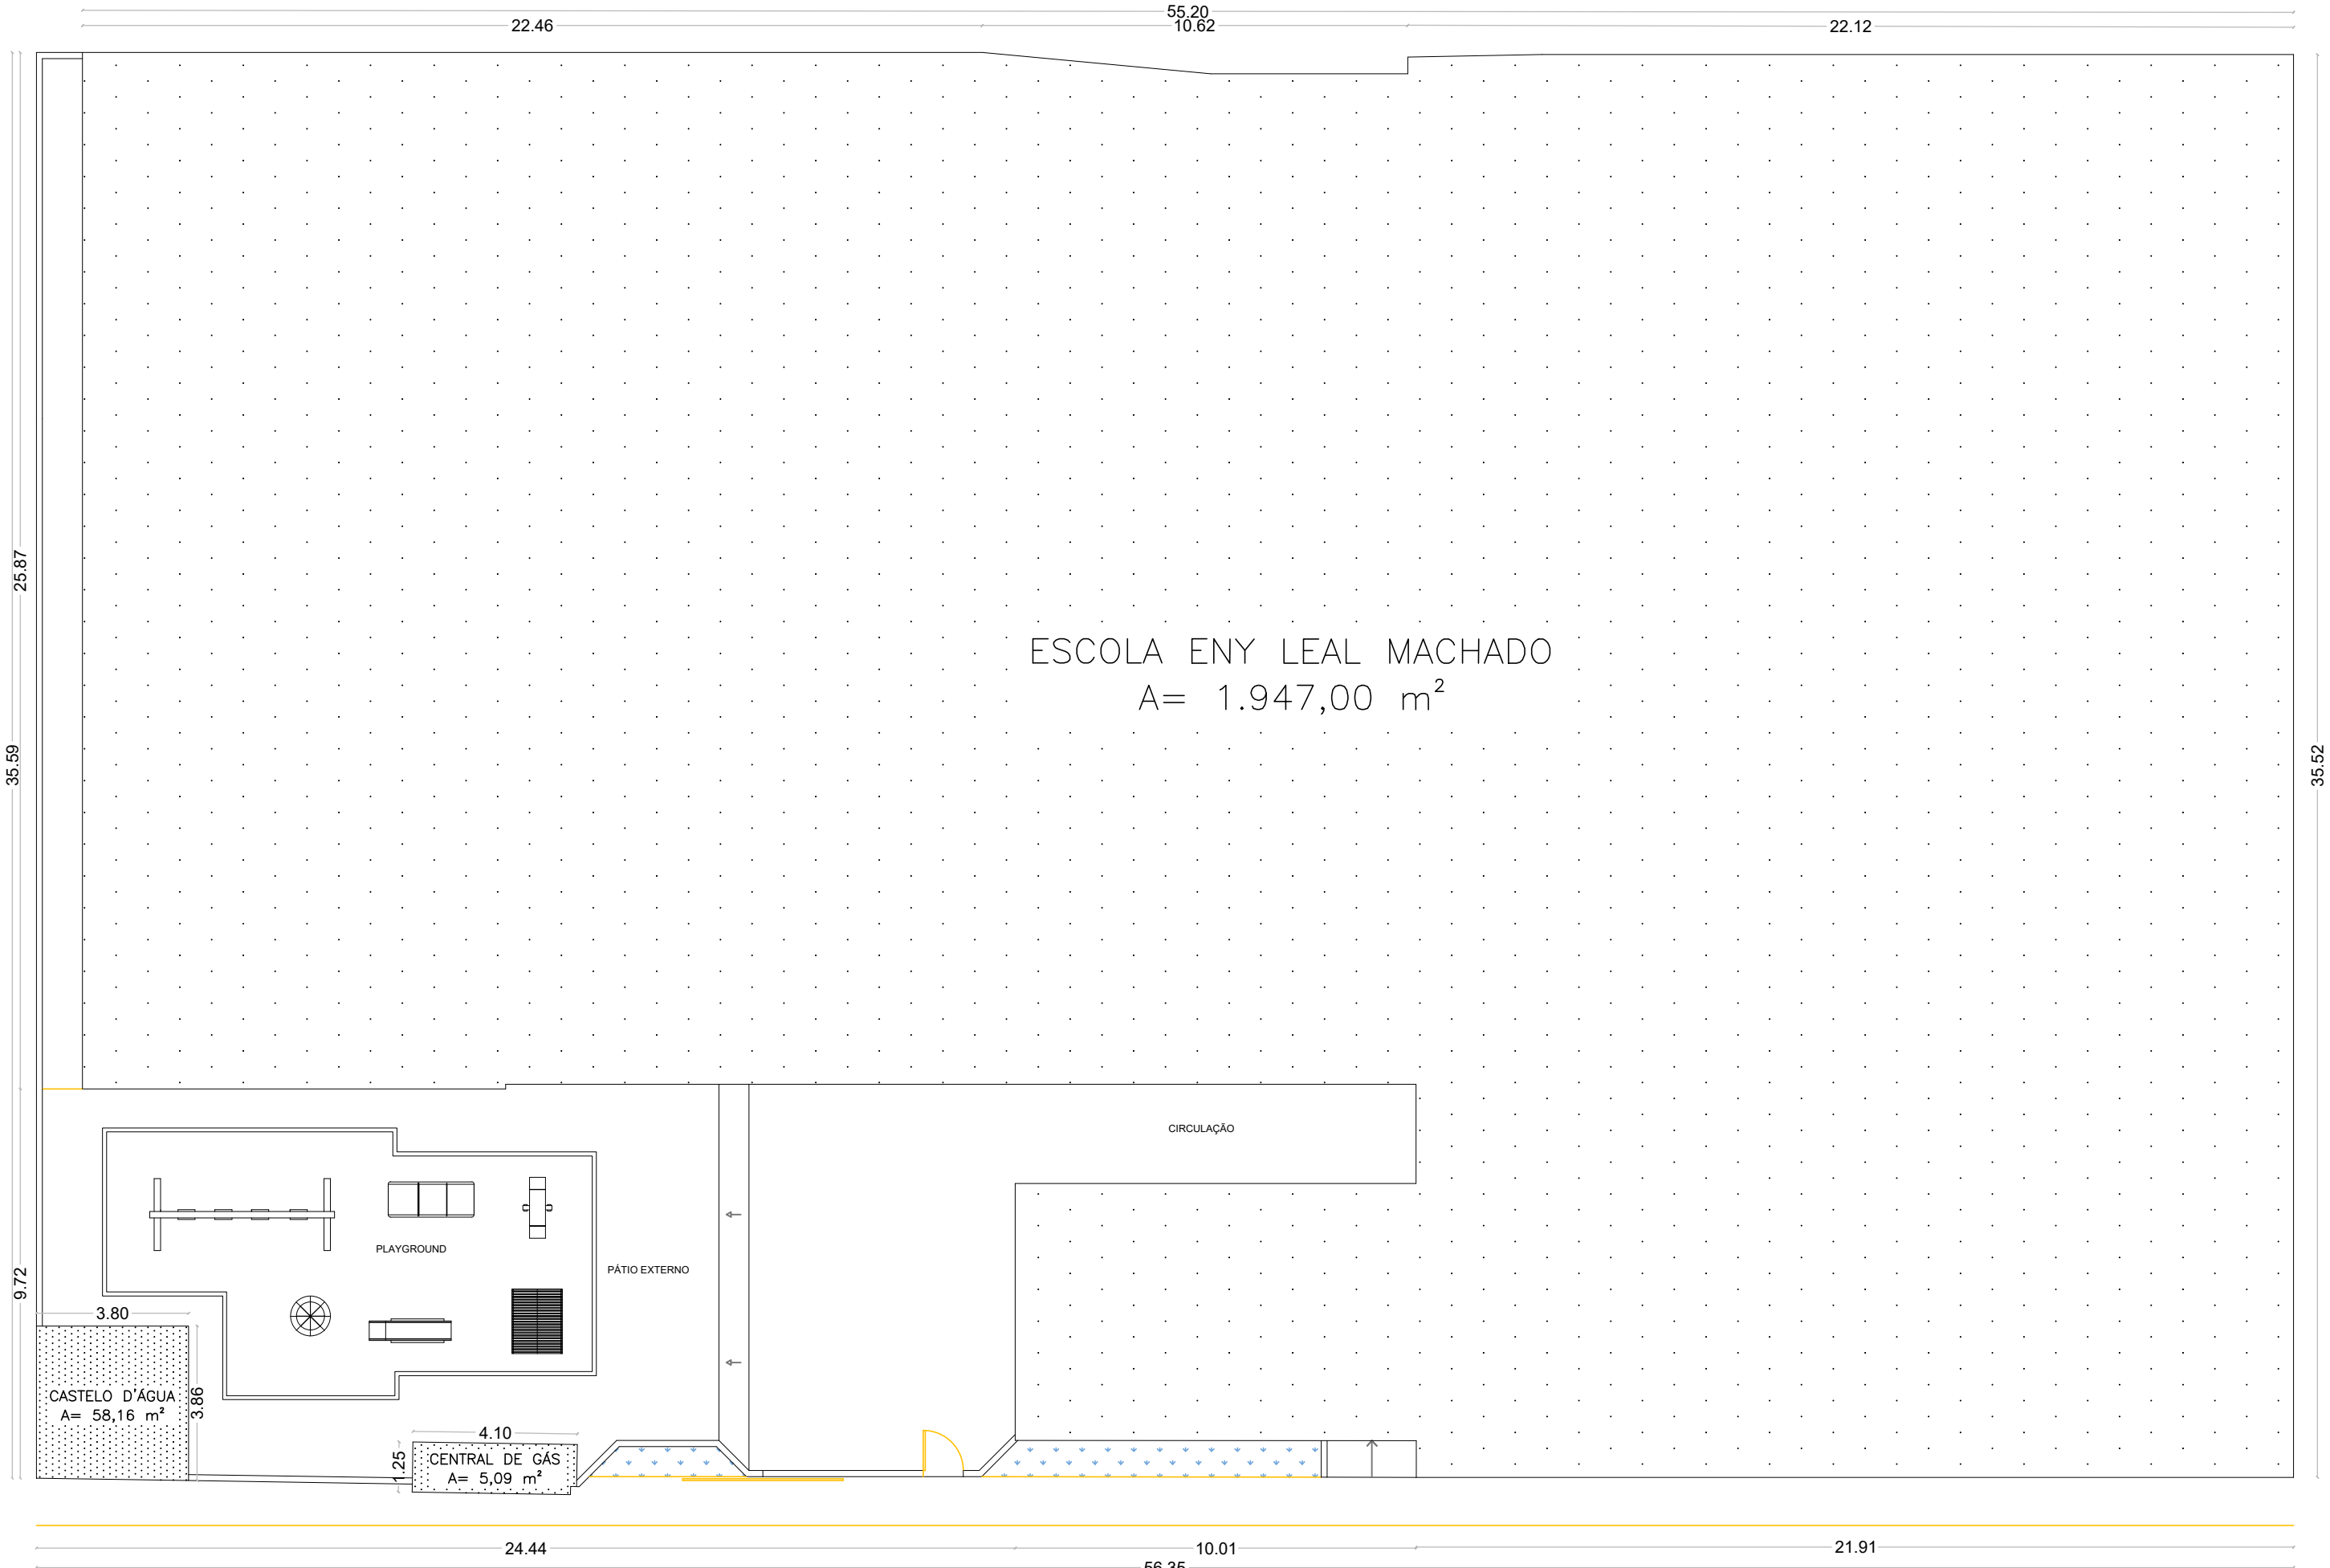 55.20
22.46
10.62
22.12
25.87
35.59
35.52
ESCOLA ENY LEAL MACHADO
A= 1.947,00 m²
CIRCULAÇÃO
PLAYGROUND
PÁTIO EXTERNO
9.72
3.80
3.86
CASTELO D'ÁGUA
A= 58,16 m²
4.10
1.25
CENTRAL DE GÁS
A= 5,09 m²
24.44
10.01
21.91
56.35